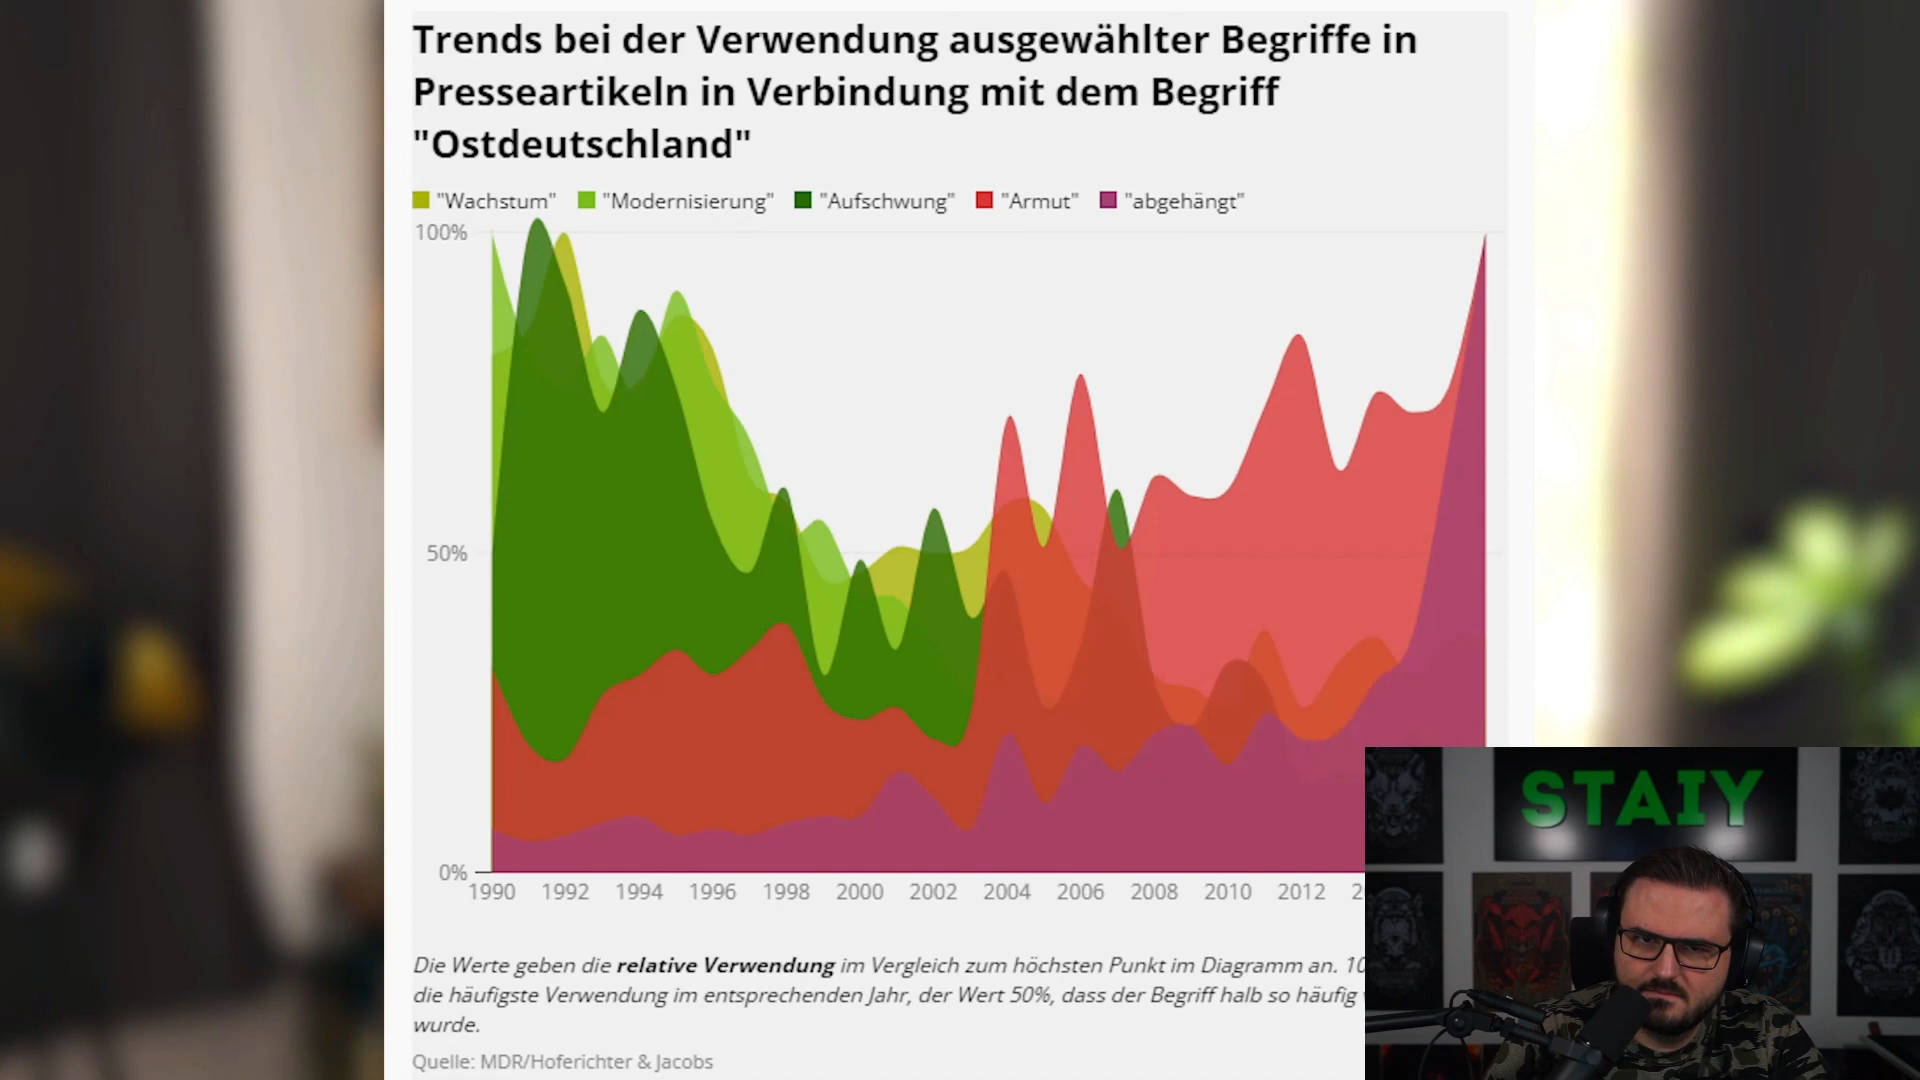 Trends bei der Verwendung ausgewählter Begriffe in
Presseartikeln in Verbindung mit dem Begriff
"Ostdeutschland"
"Wachstum" "Modernisierung" "Aufschwung" "Armut" "abgehängt"
100%
50%
0%
1990 1992 1994 1996 1998 2000 2002 2004 2006 2008 2010 2012
Die Werte geben die relative Verwendung im Vergleich zum höchsten Punkt im Diagramm an. 10
die häufigste Verwendung im entsprechenden Jahr, der Wert 50%, dass der Begriff halb so häufig
wurde.
Quelle: MDR/Hoferichter & Jacobs
STAIY